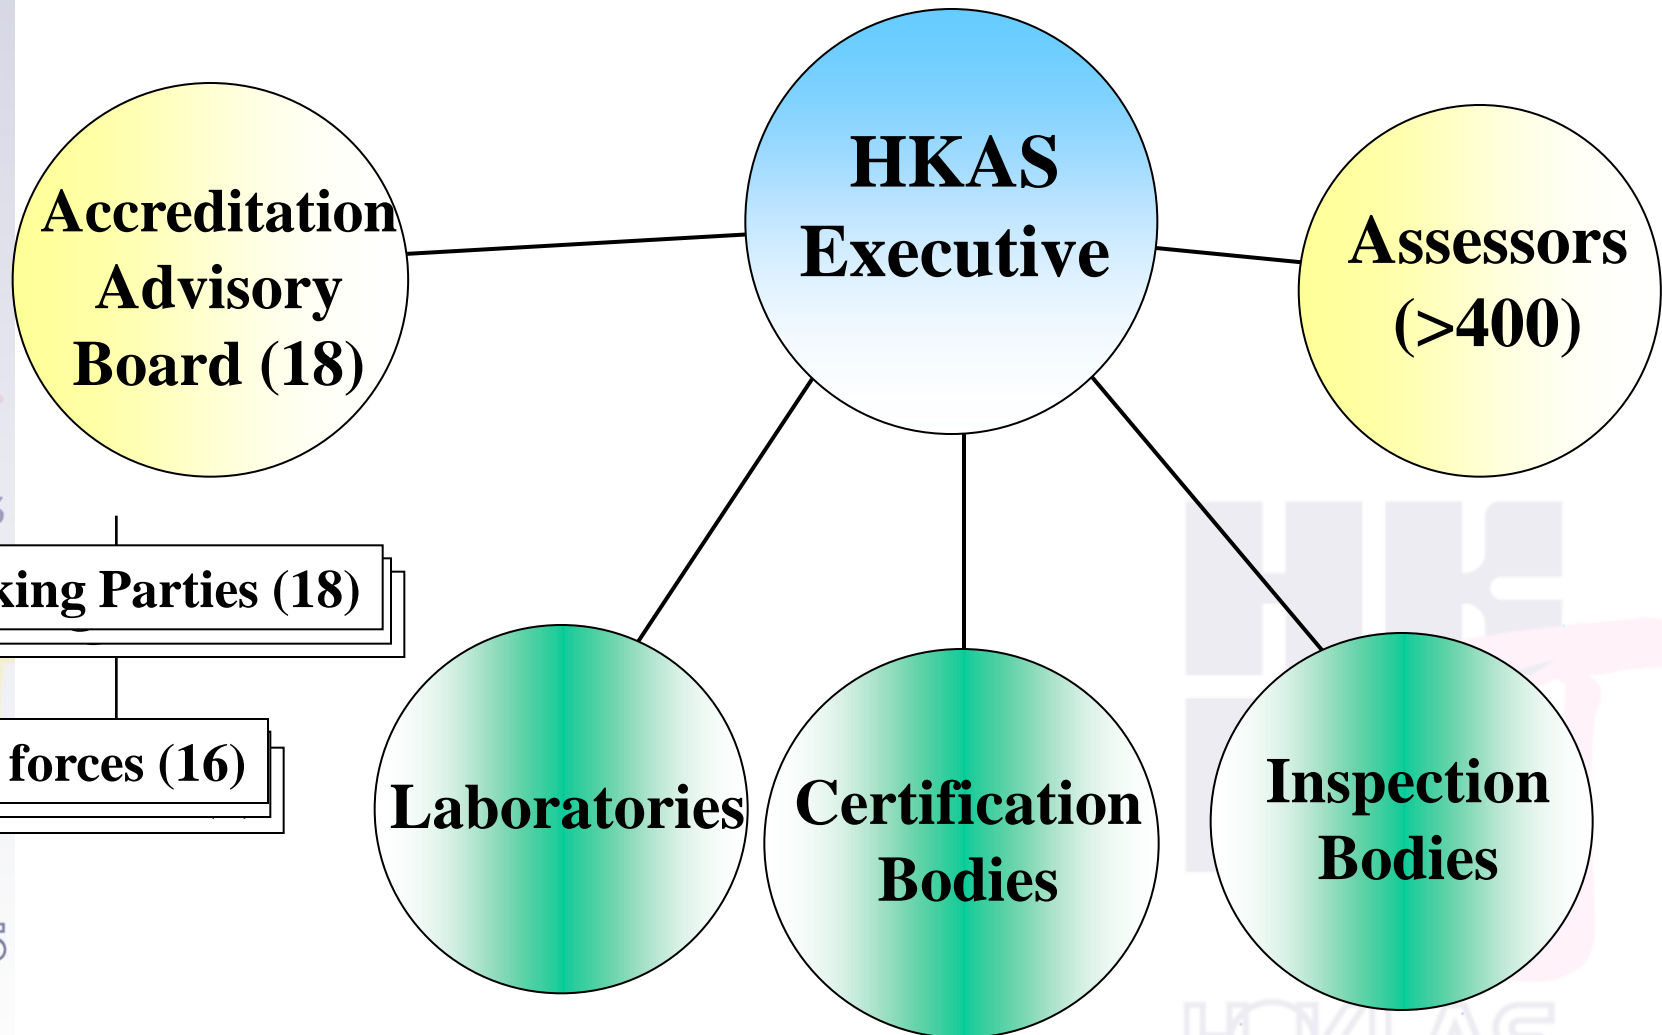 HKAS
Executive
Accreditation
Advisory
Board (18)
Assessors
(>400)
king Parties (18)
forces (16)
Laboratories
Certification
Bodies
Inspection
Bodies